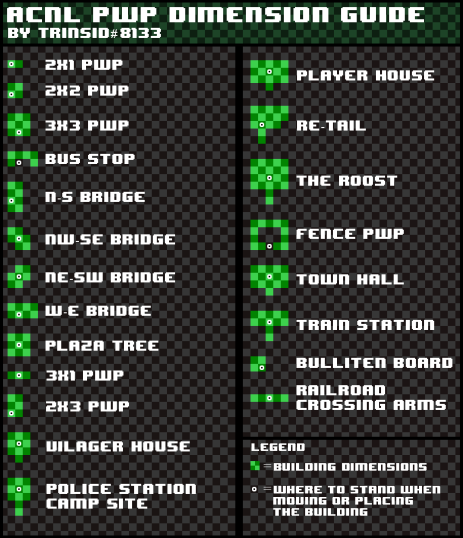 ACNL PWP DIMENSION GUIDE
BY TRINSID#8133
2X1 PWP
2X2 PWP
3X3 PWP
BUS STOP
N-S BRIDGE
NW-SE BRIDGE
NE-SW BRIDGE
W-E BRIDGE
PLAZA TREE
3X1 PWP
2X3 PWP
VILAGER HOUSE
POLICE STATION
CAMP SITE
PLAYER HOUSE
RE-TAIL
THE ROOST
FENCE PWP
TOWN HALL
TRAIN STATION
BULLITEN BOARD
RAILROAD
CROSSING ARMS
LEGEND
=BUILDING DIMENSIONS
=WHERE TO STAND WHEN
MOVING OR PLACING
THE BUILDING